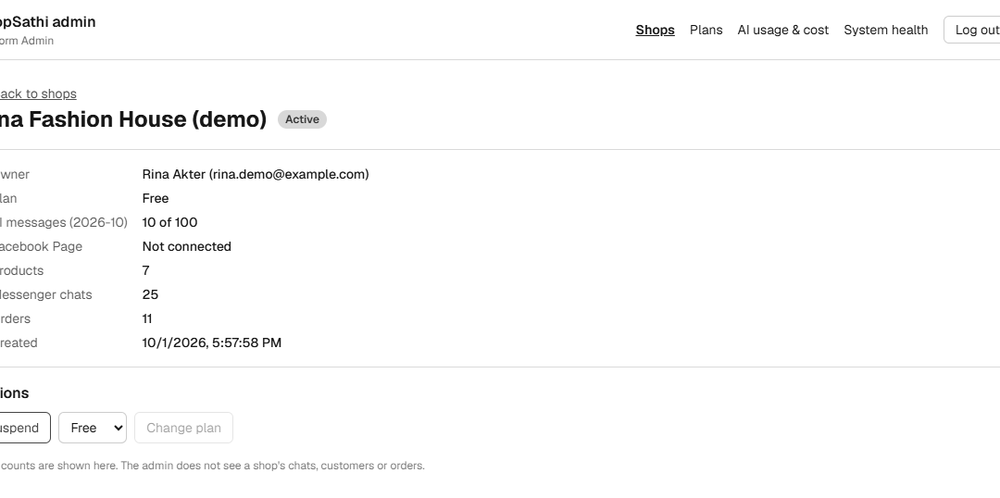 opSathi admin
orm Admin
Shops Plans AI usage & cost System health Log out
ack to shops
na Fashion House (demo) Active
wner Rina Akter (rina.demo@example.com)
lan Free
I messages (2026-10) 10 of 100
acebook Page Not connected
roducts 7
lessenger chats 25
rders 11
reated 10/1/2026, 5:57:58 PM
ions
uspend Free Change plan
counts are shown here. The admin does not see a shop's chats, customers or orders.